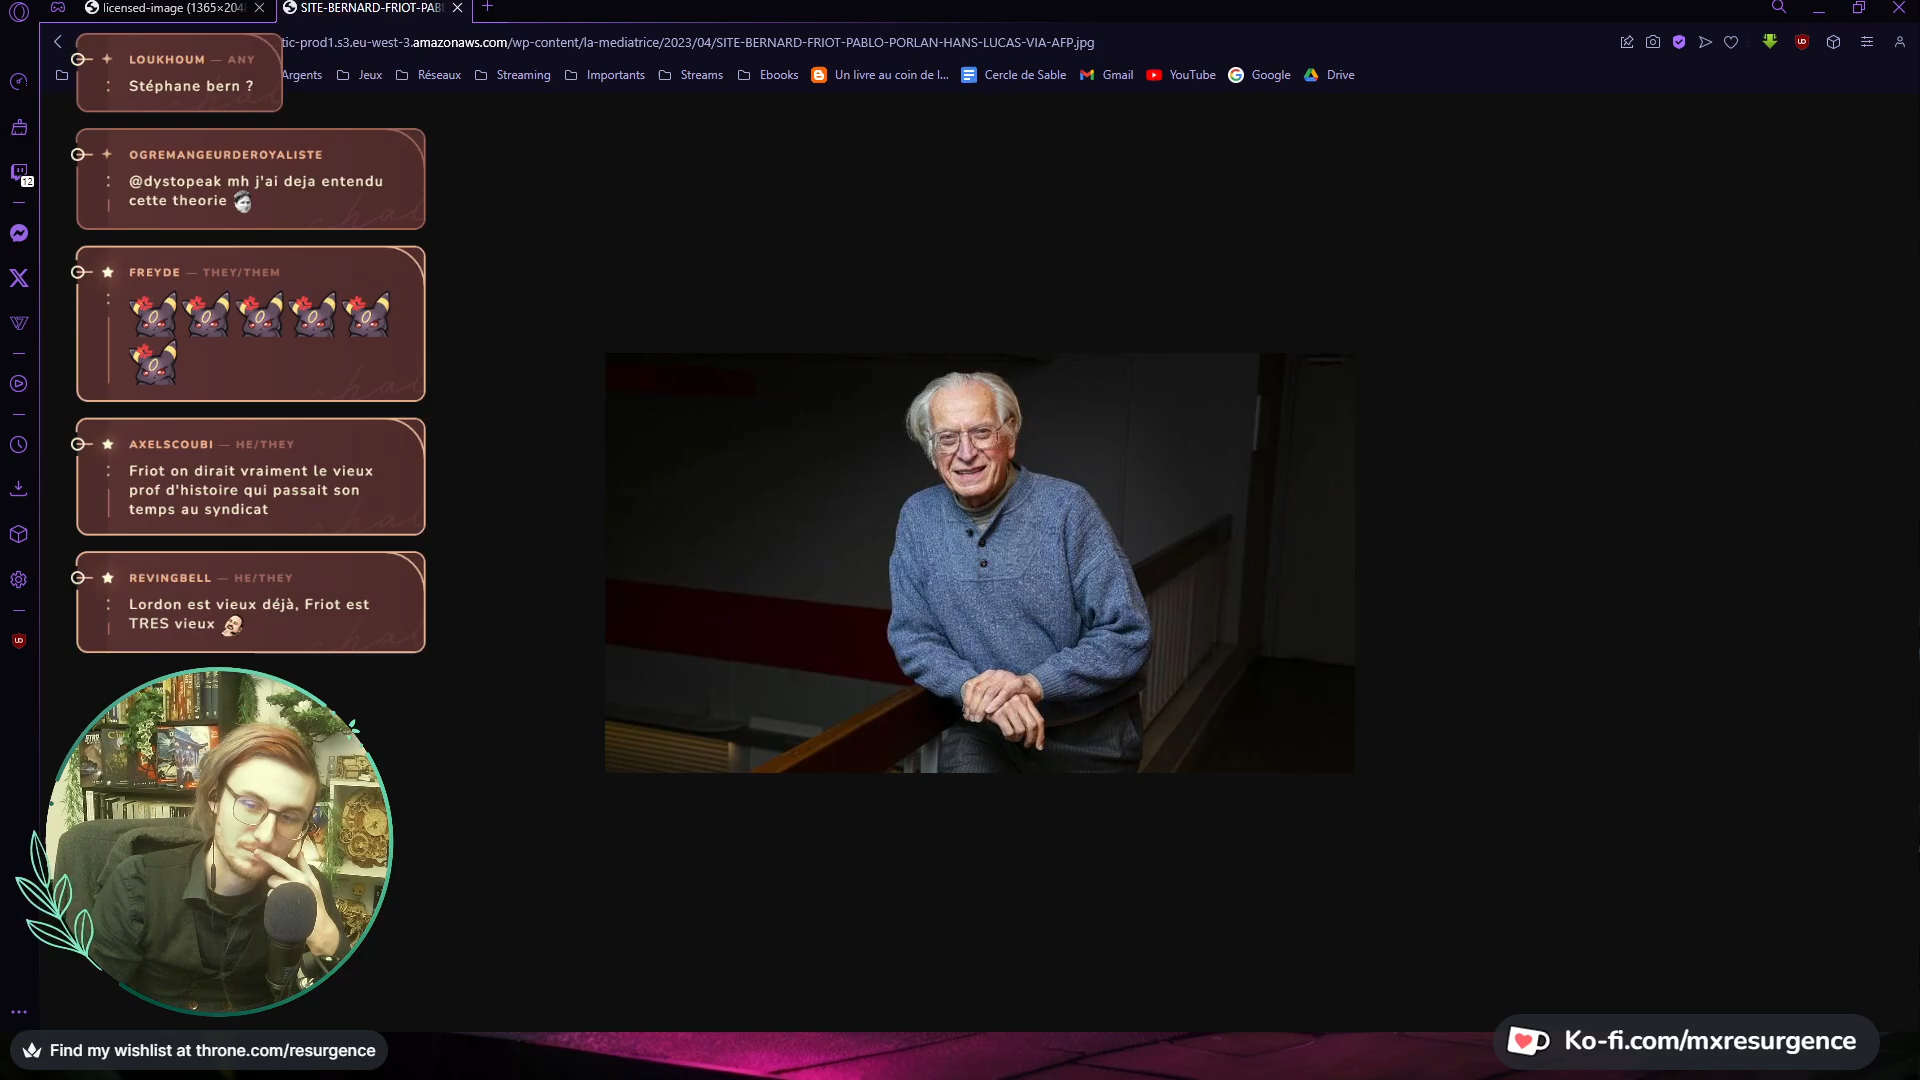 licensed-image (1365×204
SITE-BERNARD-FRIOT-PABL
tic-prod1.s3.eu-west-3.amazonaws.com/wp-content/la-mediatrice/2023/04/SITE-BERNARD-FRIOT-PABLO-PORLAN-HANS-LUCAS-VIA-AFP.jpg
Argents
Jeux
Réseaux
Streaming
Importants
Streams
Ebooks
Un livre au coin de l...
Cercle de Sable
Gmail
YouTube
Google
Drive
12
LOUKHOUM — ANY
Stéphane bern ?
OGREMANGEURDEROYALISTE
@dystopeak mh j'ai deja entendu
cette theorie
FREYDE — THEY/THEM
AXELSCOUBI — HE/THEY
Friot on dirait vraiment le vieux
prof d'histoire qui passait son
temps au syndicat
REVINGBELL — HE/THEY
Lordon est vieux déjà, Friot est
TRES vieux
Find my wishlist at throne.com/resurgence
Ko-fi.com/mxresurgence